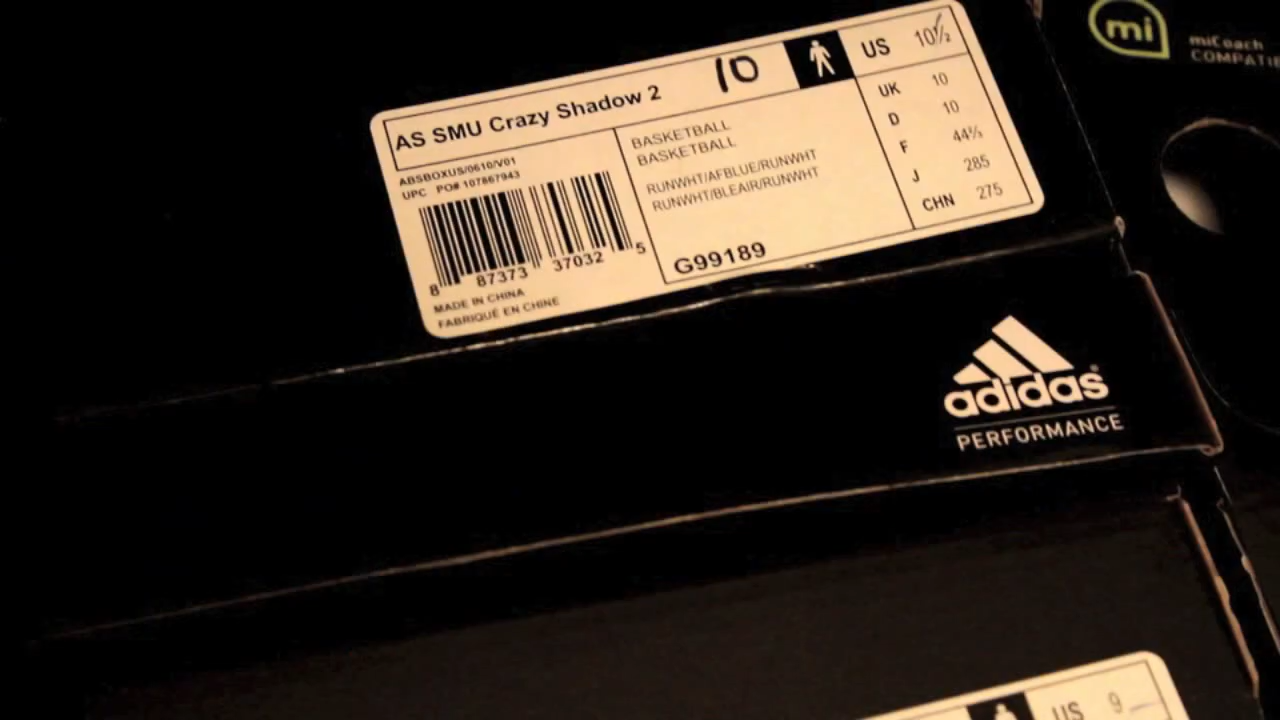 AS SMU Crazy Shadow 2
10
US 10½
UK 10
D 10
F 44⅔
J 285
CHN 275
ABSBOXUS/0610/V01
UPC PO# 107867943
BASKETBALL
BASKETBALL
RUNWHT/AFBLUE/RUNWHT
RUNWHT/BLEAIR/RUNWHT
8 87373 37032 5
G99189
MADE IN CHINA
FABRIQUÉ EN CHINE
mi
miCoach
adidas®
PERFORMANCE
US 9